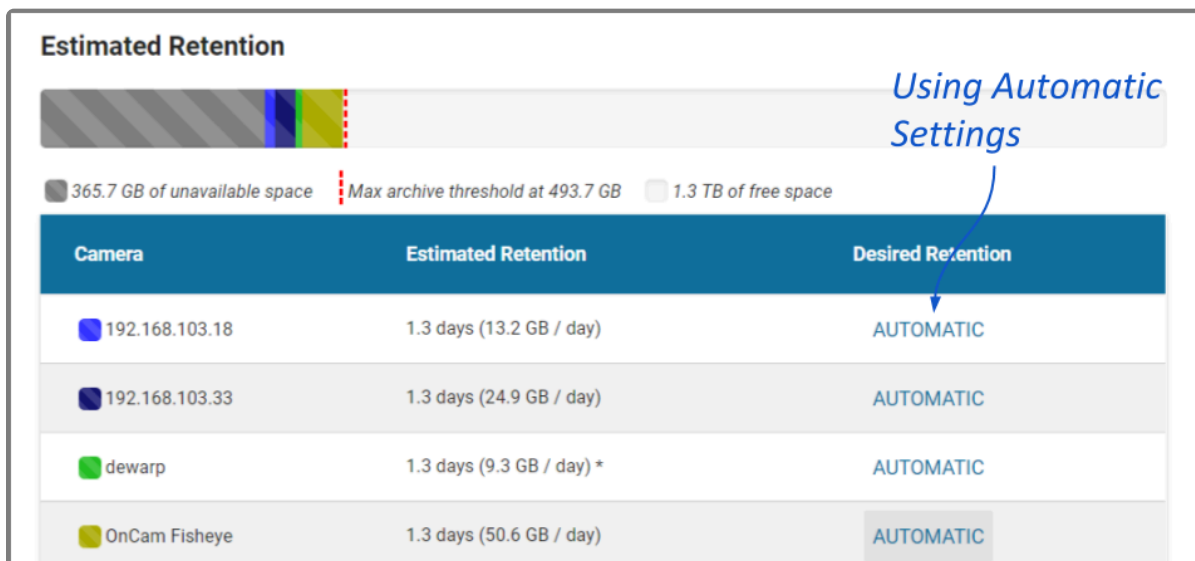 Estimated Retention
Using Automatic
Settings
365.7 GB of unavailable space Max archive threshold at 493.7 GB 1.3 TB of free space
Camera Estimated Retention Desired Retention
192.168.103.18 1.3 days (13.2 GB / day) AUTOMATIC
192.168.103.33 1.3 days (24.9 GB / day) AUTOMATIC
dewarp 1.3 days (9.3 GB / day) * AUTOMATIC
OnCam Fisheye 1.3 days (50.6 GB / day) AUTOMATIC